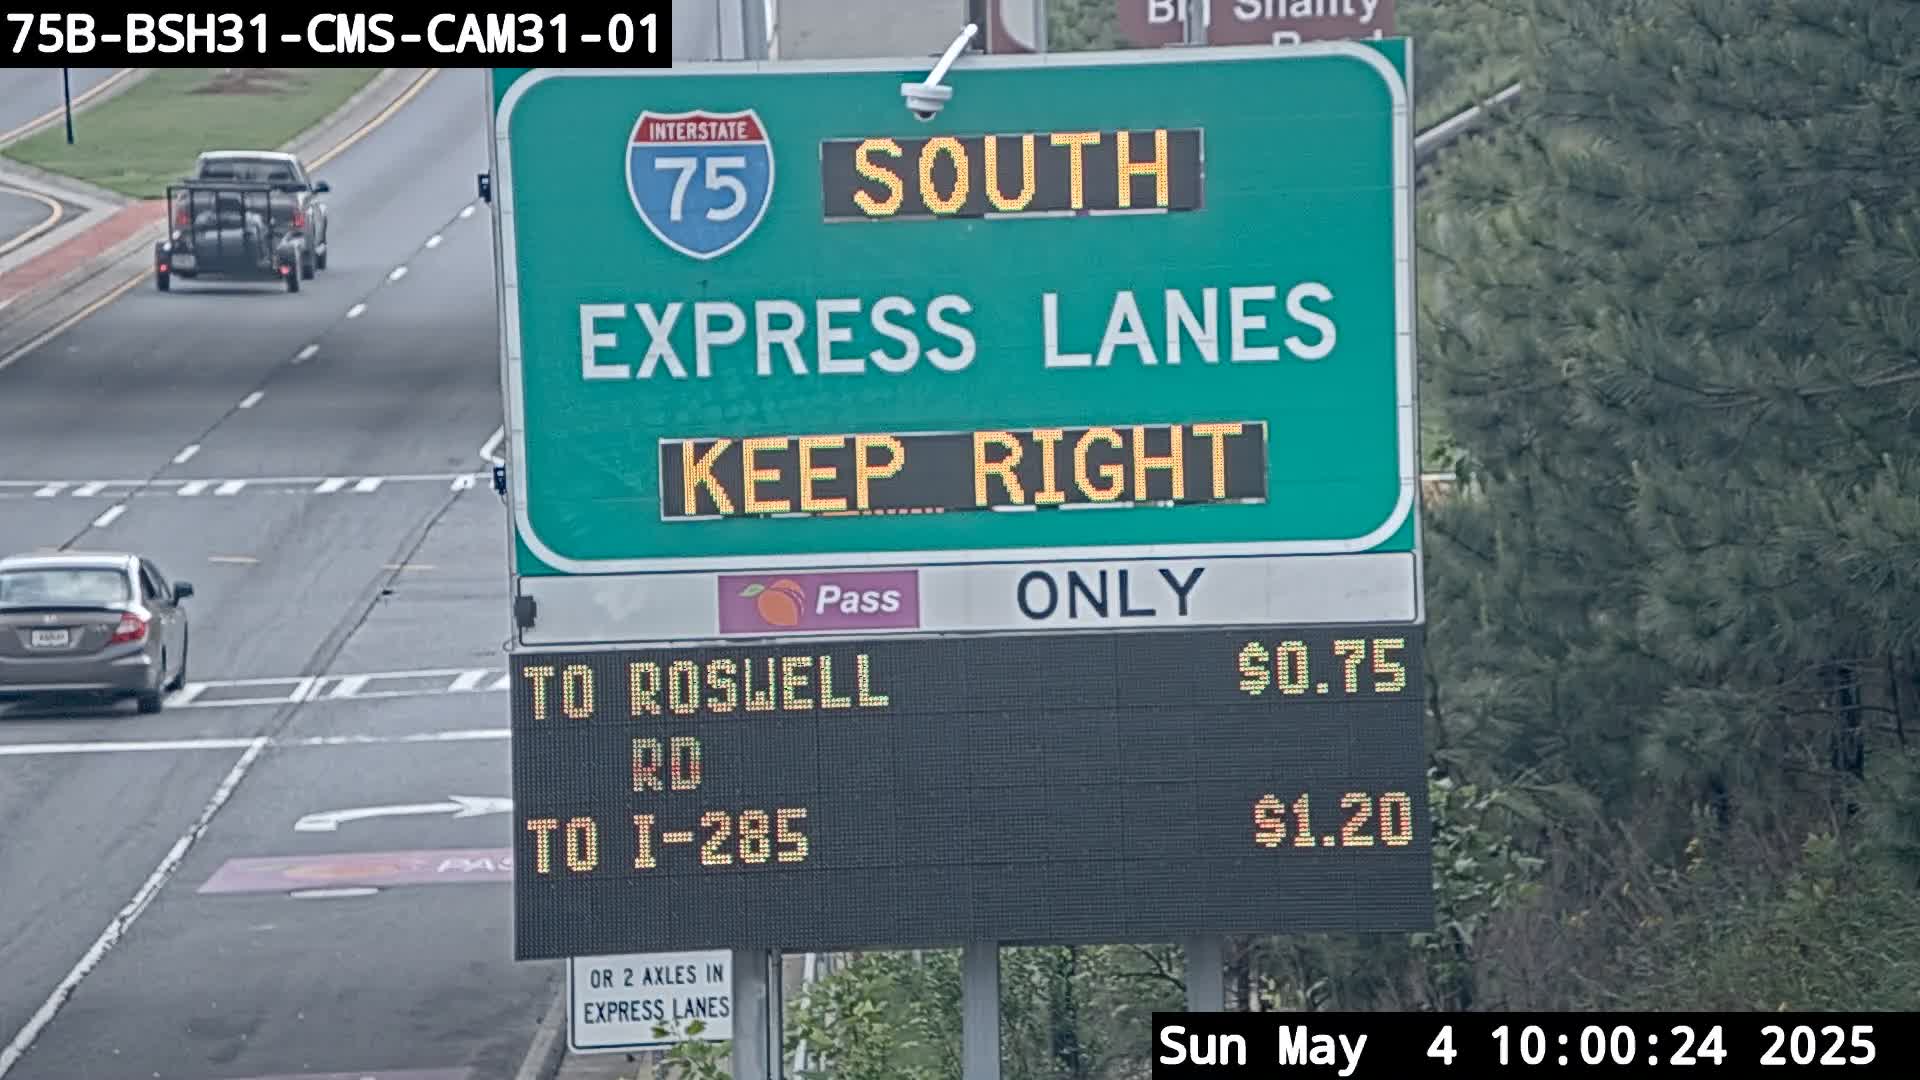 75B-BSH31-CMS-CAM31-01
Shanty
INTERSTATE
75
SOUTH
EXPRESS LANES
KEEP RIGHT
Pass ONLY
TO ROSWELL $0.75
RD
TO I-285 $1.20
OR 2 AXLES IN
EXPRESS LANES
Sun May 4 10:00:24 2025